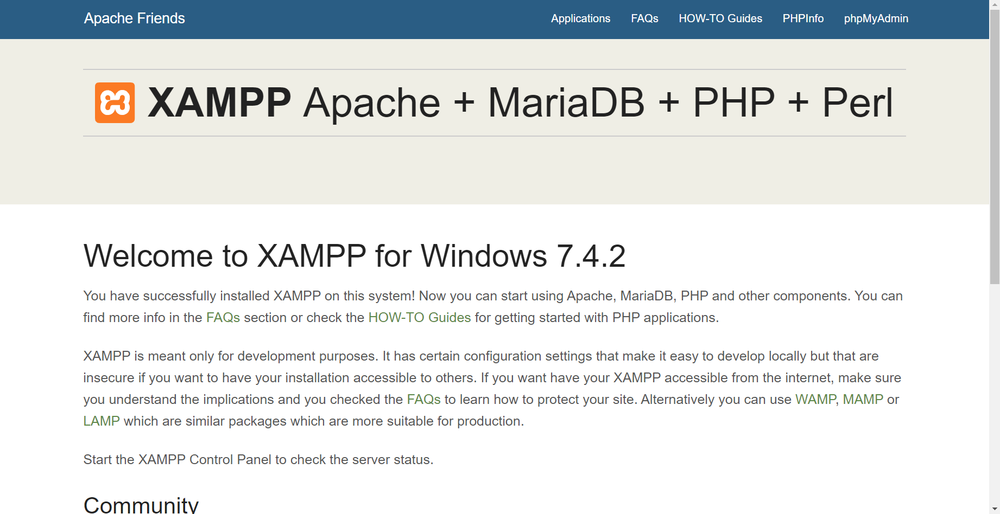 Apache Friends
Applications FAQs HOW-TO Guides PHPInfo phpMyAdmin
XAMPP Apache + MariaDB + PHP + Perl
Welcome to XAMPP for Windows 7.4.2
You have successfully installed XAMPP on this system! Now you can start using Apache, MariaDB, PHP and other components. You can
find more info in the FAQs section or check the HOW-TO Guides for getting started with PHP applications.
XAMPP is meant only for development purposes. It has certain configuration settings that make it easy to develop locally but that are
insecure if you want to have your installation accessible to others. If you want have your XAMPP accessible from the internet, make sure
you understand the implications and you checked the FAQs to learn how to protect your site. Alternatively you can use WAMP, MAMP or
LAMP which are similar packages which are more suitable for production.
Start the XAMPP Control Panel to check the server status.
Community